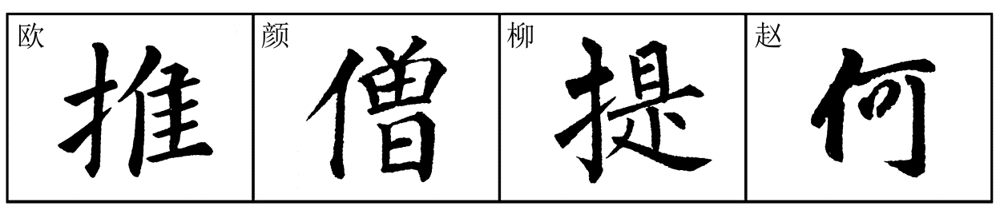 欧 推 颜 僧 柳 提 赵 何